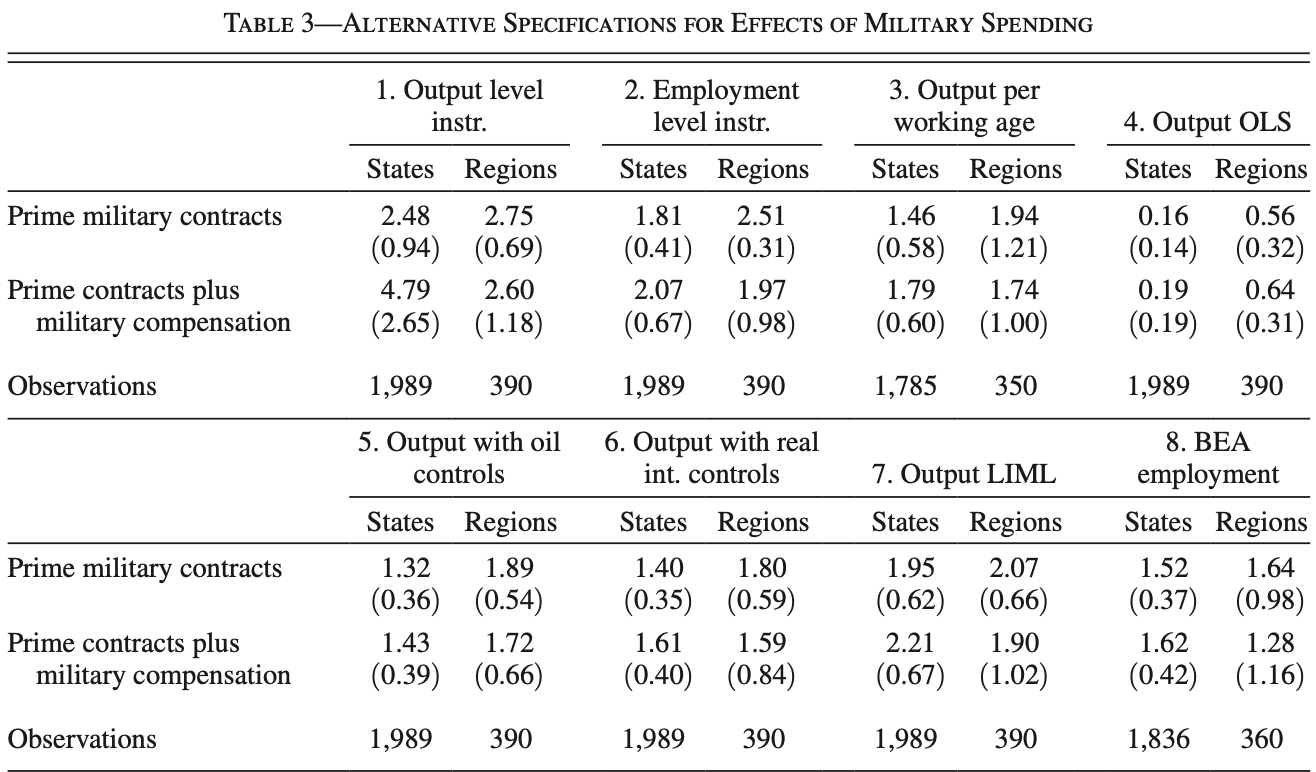 TABLE 3—ALTERNATIVE SPECIFICATIONS FOR EFFECTS OF MILITARY SPENDING
1. Output level instr. 2. Employment level instr. 3. Output per working age 4. Output OLS
States Regions States Regions States Regions States Regions
Prime military contracts 2.48 2.75 1.81 2.51 1.46 1.94 0.16 0.56
(0.94) (0.69) (0.41) (0.31) (0.58) (1.21) (0.14) (0.32)
Prime contracts plus 4.79 2.60 2.07 1.97 1.79 1.74 0.19 0.64
military compensation (2.65) (1.18) (0.67) (0.98) (0.60) (1.00) (0.19) (0.31)
Observations 1,989 390 1,989 390 1,785 350 1,989 390
5. Output with oil controls 6. Output with real int. controls 7. Output LIML 8. BEA employment
States Regions States Regions States Regions States Regions
Prime military contracts 1.32 1.89 1.40 1.80 1.95 2.07 1.52 1.64
(0.36) (0.54) (0.35) (0.59) (0.62) (0.66) (0.37) (0.98)
Prime contracts plus 1.43 1.72 1.61 1.59 2.21 1.90 1.62 1.28
military compensation (0.39) (0.66) (0.40) (0.84) (0.67) (1.02) (0.42) (1.16)
Observations 1,989 390 1,989 390 1,989 390 1,836 360